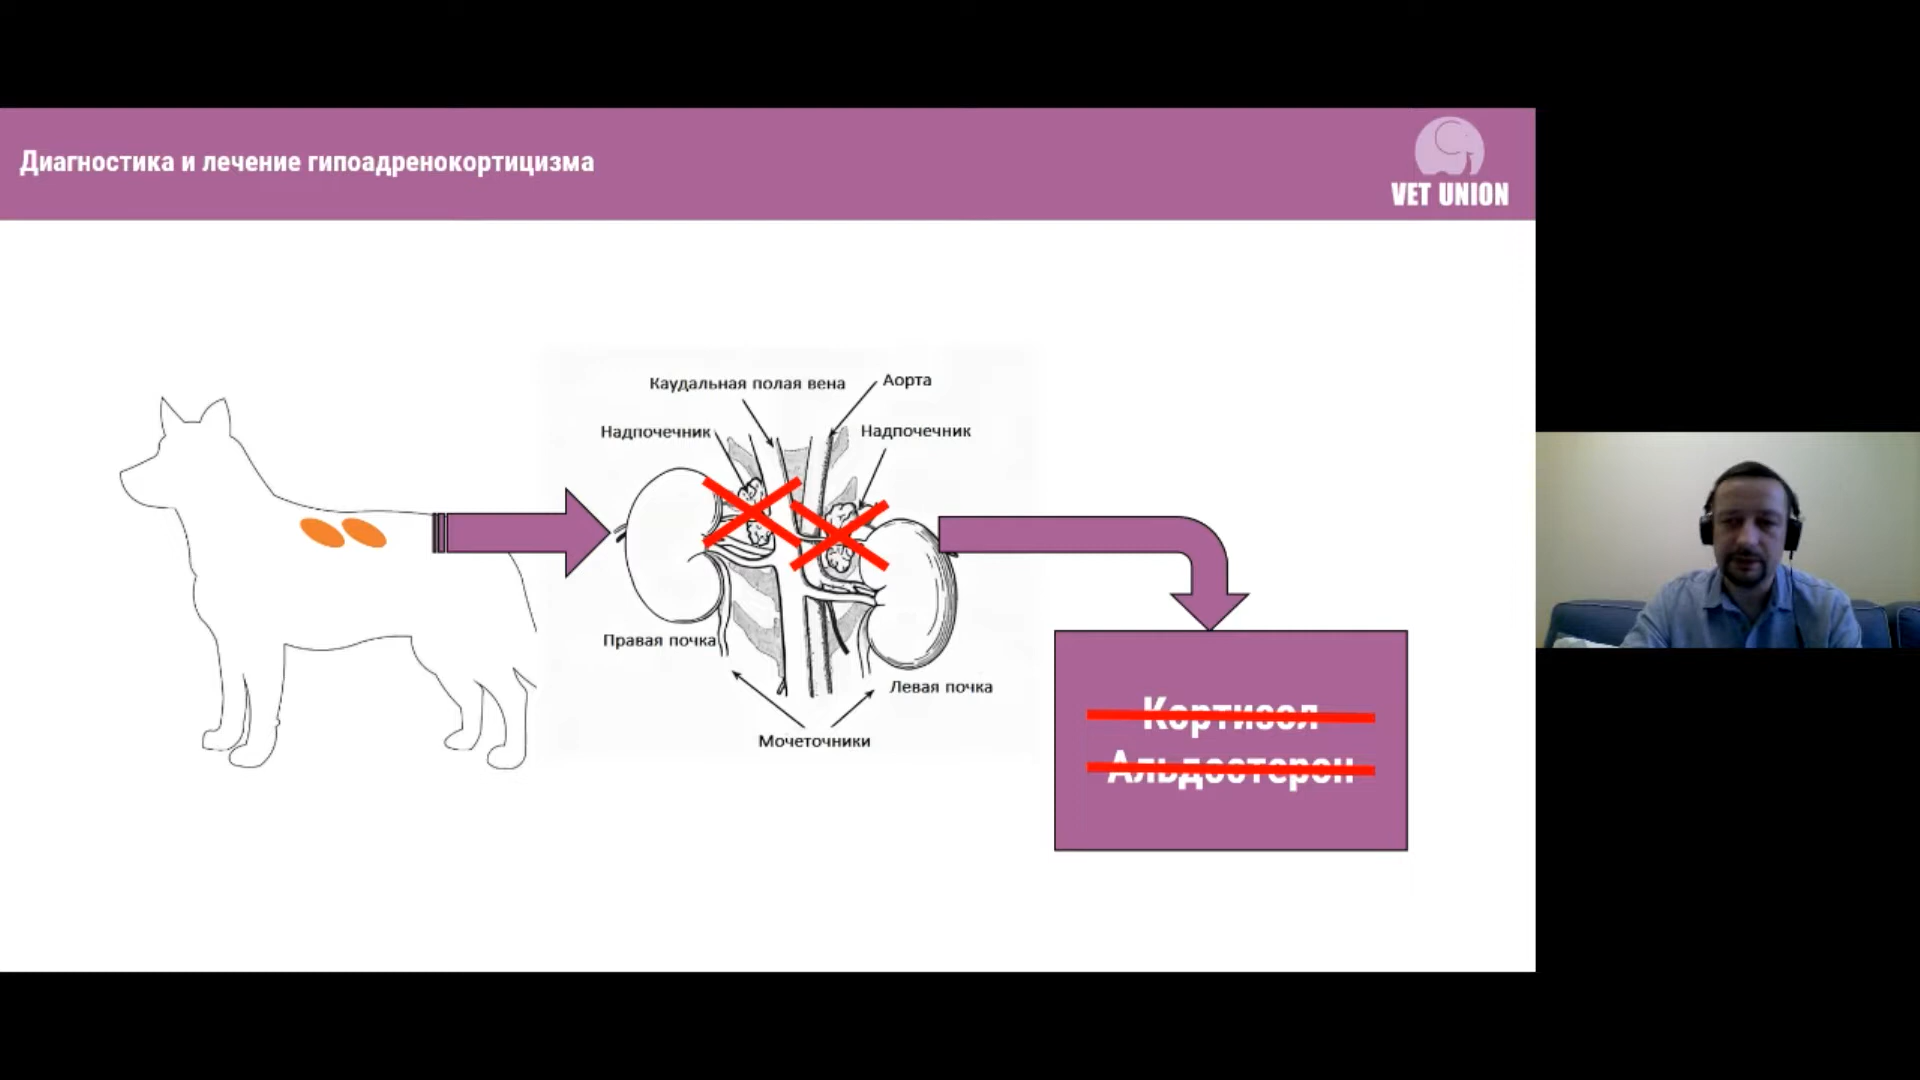 Диагностика и лечение гипоадренокортицизма
VET UNION
Каудальная полая вена
Аорта
Надпочечник
Надпочечник
Правая почка
Левая почка
Мочеточники
Кортизол
Альдостерон